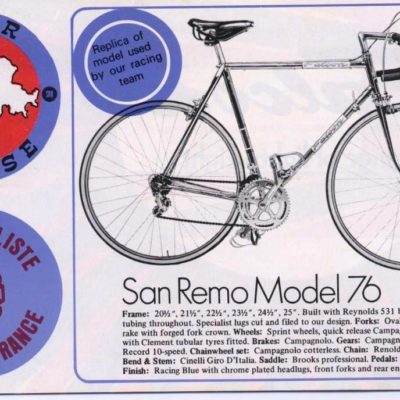 Replica of
model used
by our racing
team
San Remo Model 76
Frame: 20½", 21½", 22½", 23½", 24½", 25". Built with Reynolds 531
tubing throughout. Specialist lugs cut and filed to our design. Forks:
rake with forged fork crown. Wheels: Sprint wheels, quick release
with Clement tubular tyres fitted. Brakes: Campagnolo. Gears:
Record 10-speed. Chainwheel set: Campagnolo cotterless. Chain:
Bend & Stem: Cinelli Giro D'Italia. Saddle: Brooks professional. Pedals:
Finish: Racing Blue with chrome plated headlugs, front forks and rear
LISTE
RANCE